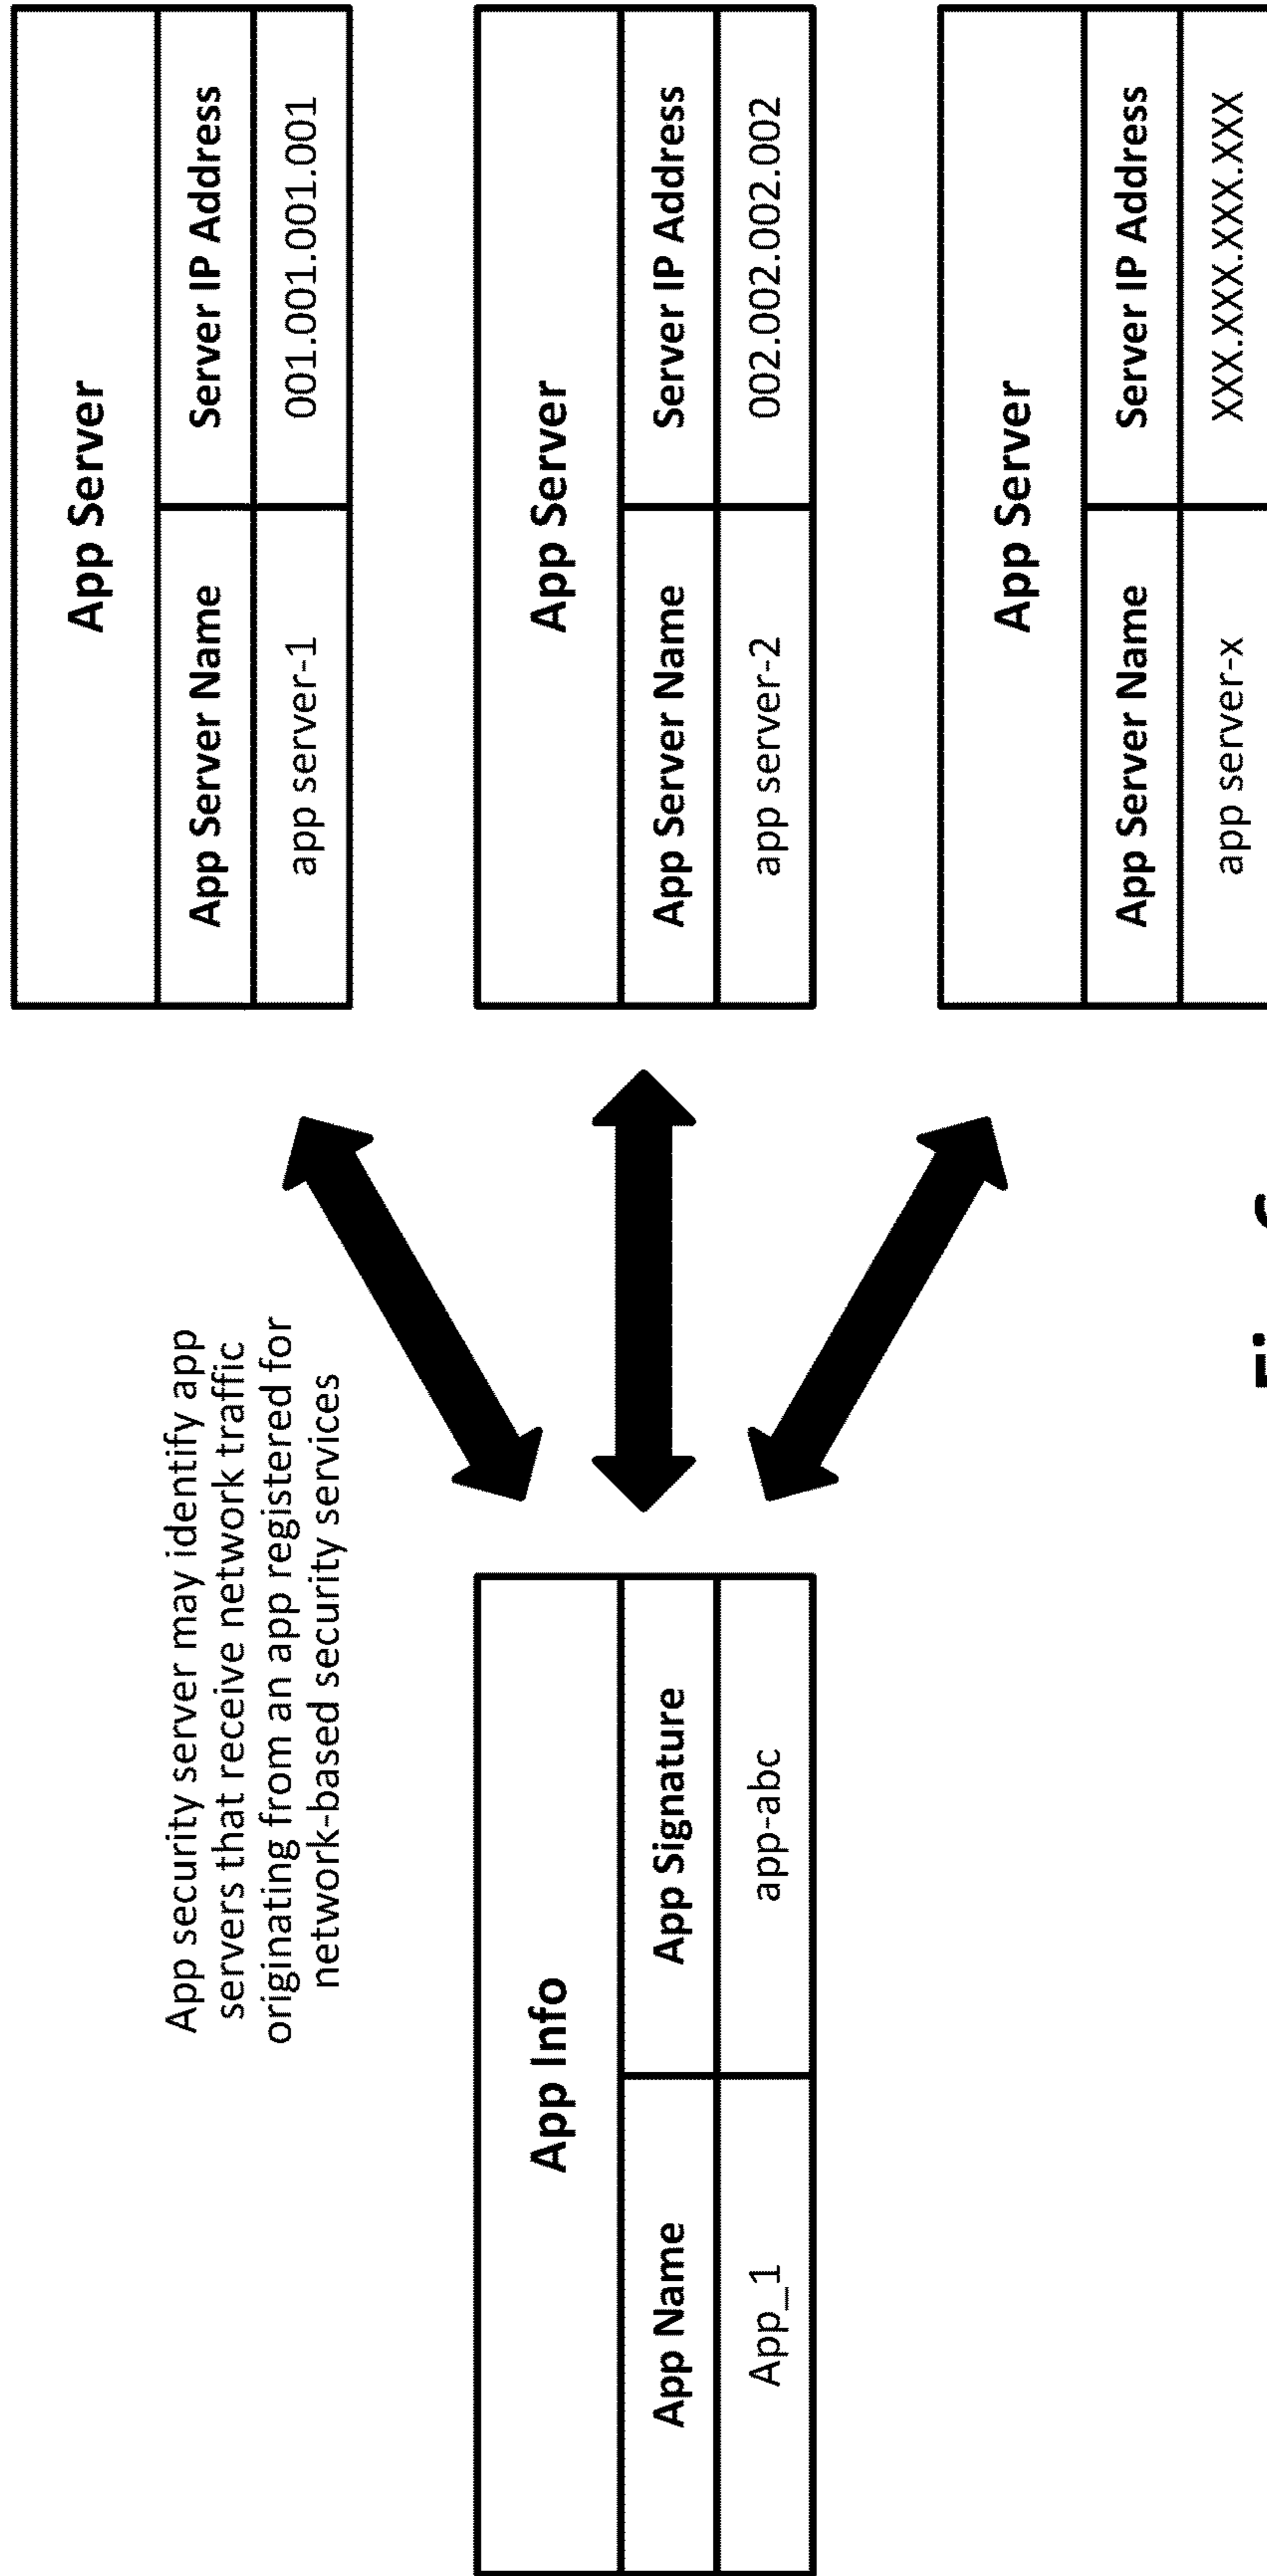 App security server may identify app
servers that receive network traffic
originating from an app registered for
network-based security services
App Info
App Name App Signature
App_1 app-abc
App Server
App Server Name Server IP Address
app server-1 001.001.001.001
App Server
App Server Name Server IP Address
app server-2 002.002.002.002
App Server
App Server Name Server IP Address
app server-x XXX.XXX.XXX.XXX